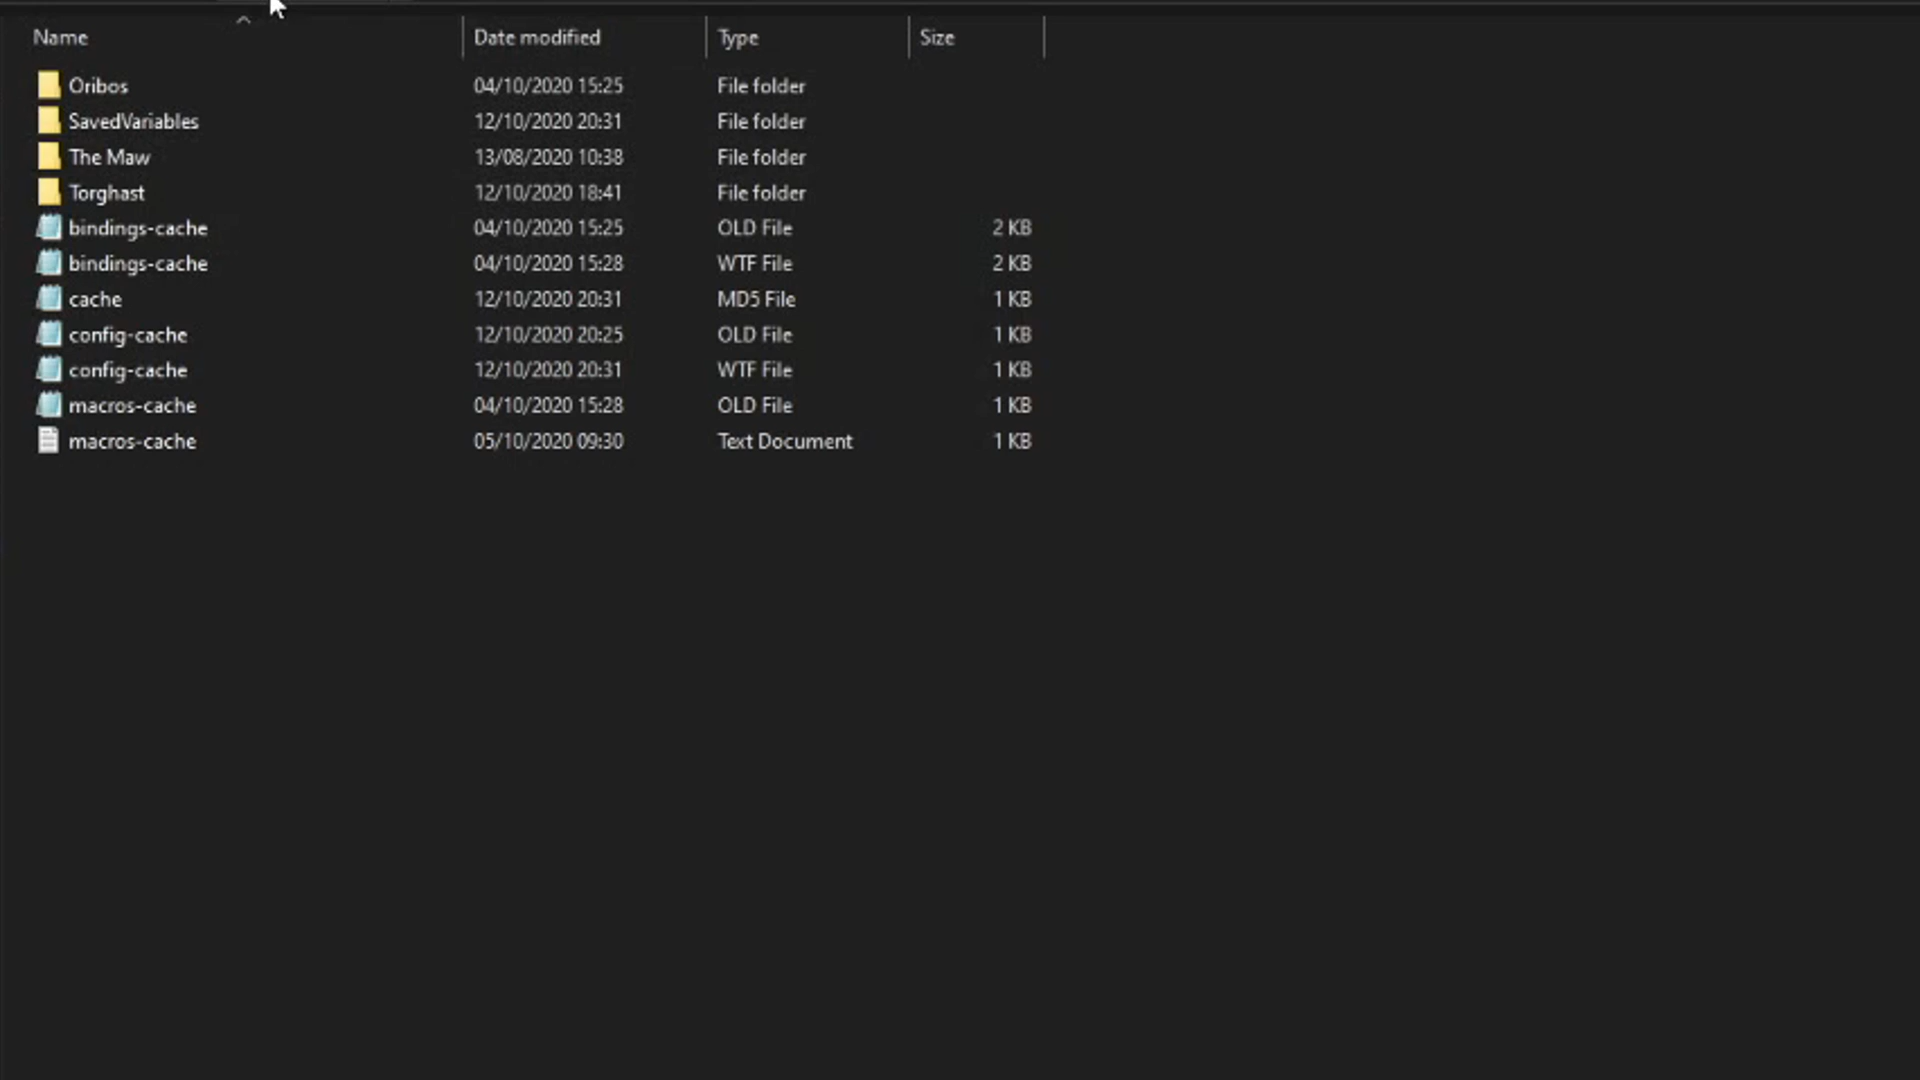 Name Date modified Type Size
Oribos 04/10/2020 15:25 File folder
SavedVariables 12/10/2020 20:31 File folder
The Maw 13/08/2020 10:38 File folder
Torghast 12/10/2020 18:41 File folder
bindings-cache 04/10/2020 15:25 OLD File 2 KB
bindings-cache 04/10/2020 15:28 WTF File 2 KB
cache 12/10/2020 20:31 MD5 File 1 KB
config-cache 12/10/2020 20:25 OLD File 1 KB
config-cache 12/10/2020 20:31 WTF File 1 KB
macros-cache 04/10/2020 15:28 OLD File 1 KB
macros-cache 05/10/2020 09:30 Text Document 1 KB